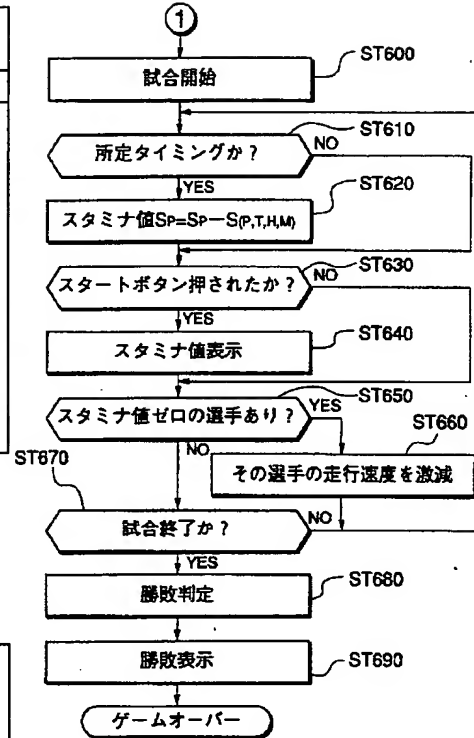 1
ST600
試合開始
ST610
所定タイミングか？
NO
YES
ST620
スタミナ値SP=SP−S(P,T,H,M)
ST630
スタートボタン押されたか？
NO
YES
ST640
スタミナ値表示
ST650
スタミナ値ゼロの選手あり？
YES
ST660
NO
ST670
その選手の走行速度を激減
試合終了か？
NO
YES
ST680
勝敗判定
ST690
勝敗表示
ゲームオーバー